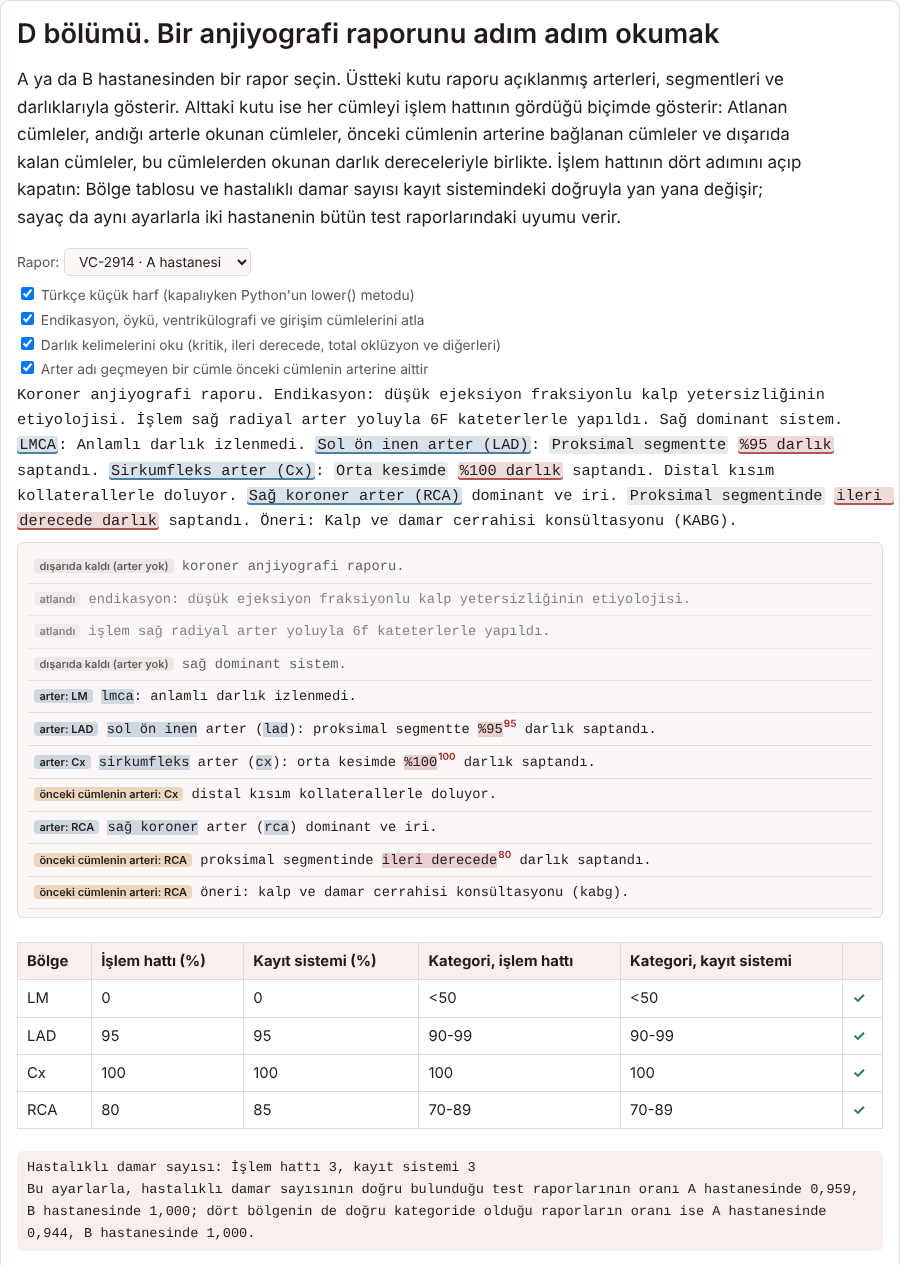 D bölümü. Bir anjiyografi raporunu adım adım okumak
A ya da B hastanesinden bir rapor seçin. Üstteki kutu raporu açıklanmış arterleri, segmentleri ve
darlıklarıyla gösterir. Alttaki kutu ise her cümleyi işlem hattının gördüğü biçimde gösterir: Atlanan
cümleler, andığı arterle okunan cümleler, önceki cümlenin arterine bağlanan cümleler ve dışarıda
kalan cümleler, bu cümlelerden okunan darlık dereceleriyle birlikte. İşlem hattının dört adımını açıp
kapatın: Bölge tablosu ve hastalıklı damar sayısı kayıt sistemindeki doğruyla yan yana değişir;
sayaç da aynı ayarlarla iki hastanenin bütün test raporlarındaki uyumu verir.
Rapor: VC-2914 · A hastanesi
Türkçe küçük harf (kapalıyken Python'un lower() metodu)
Endikasyon, öykü, ventrikülografi ve girişim cümlelerini atla
Darlık kelimelerini oku (kritik, ileri derecede, total oklüzyon ve diğerleri)
Arter adı geçmeyen bir cümle önceki cümlenin arterine aittir
Koroner anjiyografi raporu. Endikasyon: düşük ejeksiyon fraksiyonlu kalp yetersizliğinin
etiyolojisi. İşlem sağ radiyal arter yoluyla 6F kateterlerle yapıldı. Sağ dominant sistem.
LMCA: Anlamlı darlık izlenmedi. Sol ön inen arter (LAD): Proksimal segmentte %95 darlık
saptandı. Sirkumfleks arter (Cx): Orta kesimde %100 darlık saptandı. Distal kısım
kollaterallerle doluyor. Sağ koroner arter (RCA) dominant ve iri. Proksimal segmentinde ileri
derecede darlık saptandı. Öneri: Kalp ve damar cerrahisi konsültasyonu (KABG).
dışarıda kaldı (arter yok) koroner anjiyografi raporu.
atlandı endikasyon: düşük ejeksiyon fraksiyonlu kalp yetersizliğinin etiyolojisi.
atlandı işlem sağ radiyal arter yoluyla 6f kateterlerle yapıldı.
dışarıda kaldı (arter yok) sağ dominant sistem.
arter: LM lmca: anlamlı darlık izlenmedi.
arter: LAD sol ön inen arter (lad): proksimal segmentte %95 95 darlık saptandı.
arter: Cx sirkumfleks arter (cx): orta kesimde %100 100 darlık saptandı.
önceki cümlenin arteri: Cx distal kısım kollaterallerle doluyor.
arter: RCA sağ koroner arter (rca) dominant ve iri.
önceki cümlenin arteri: RCA proksimal segmentinde ileri derecede 80 darlık saptandı.
önceki cümlenin arteri: RCA öneri: kalp ve damar cerrahisi konsültasyonu (kabg).
Bölge İşlem hattı (%) Kayıt sistemi (%) Kategori, işlem hattı Kategori, kayıt sistemi
LM 0 0 <50 <50 ✓
LAD 95 95 90-99 90-99 ✓
Cx 100 100 100 100 ✓
RCA 80 85 70-89 70-89 ✓
Hastalıklı damar sayısı: İşlem hattı 3, kayıt sistemi 3
Bu ayarlarla, hastalıklı damar sayısının doğru bulunduğu test raporlarının oranı A hastanesinde 0,959,
B hastanesinde 1,000; dört bölgenin de doğru kategoride olduğu raporların oranı ise A hastanesinde
0,944, B hastanesinde 1,000.